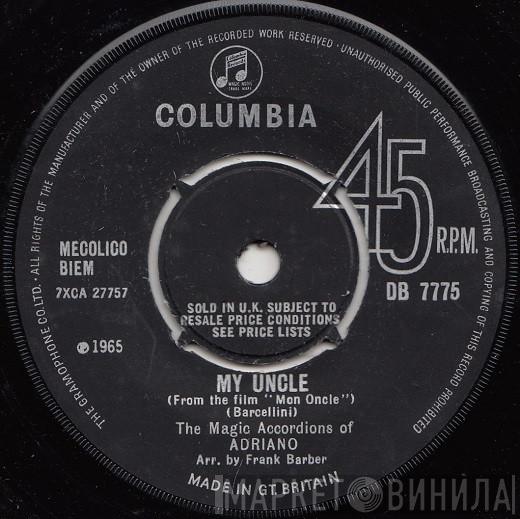 THE GRAMOPHONE CO. LTD. · ALL RIGHTS OF THE MANUFACTURER AND OF THE OWNER OF THE RECORDED WORK RESERVED · UNAUTHORISED PUBLIC PERFORMANCE BROADCASTING AND COPYING OF THIS RECORD PROHIBITED
COLUMBIA
45
R.P.M.
MECOLICO
BIEM
7XCA 27757
DB 7775
SOLD IN U.K. SUBJECT TO
RESALE PRICE CONDITIONS
SEE PRICE LISTS
℗ 1965
MY UNCLE
(From the film "Mon Oncle")
(Barcellini)
The Magic Accordions of
ADRIANO
Arr. by Frank Barber
MADE IN GT. BRITAIN
МАРКЕТ ВИНИЛА